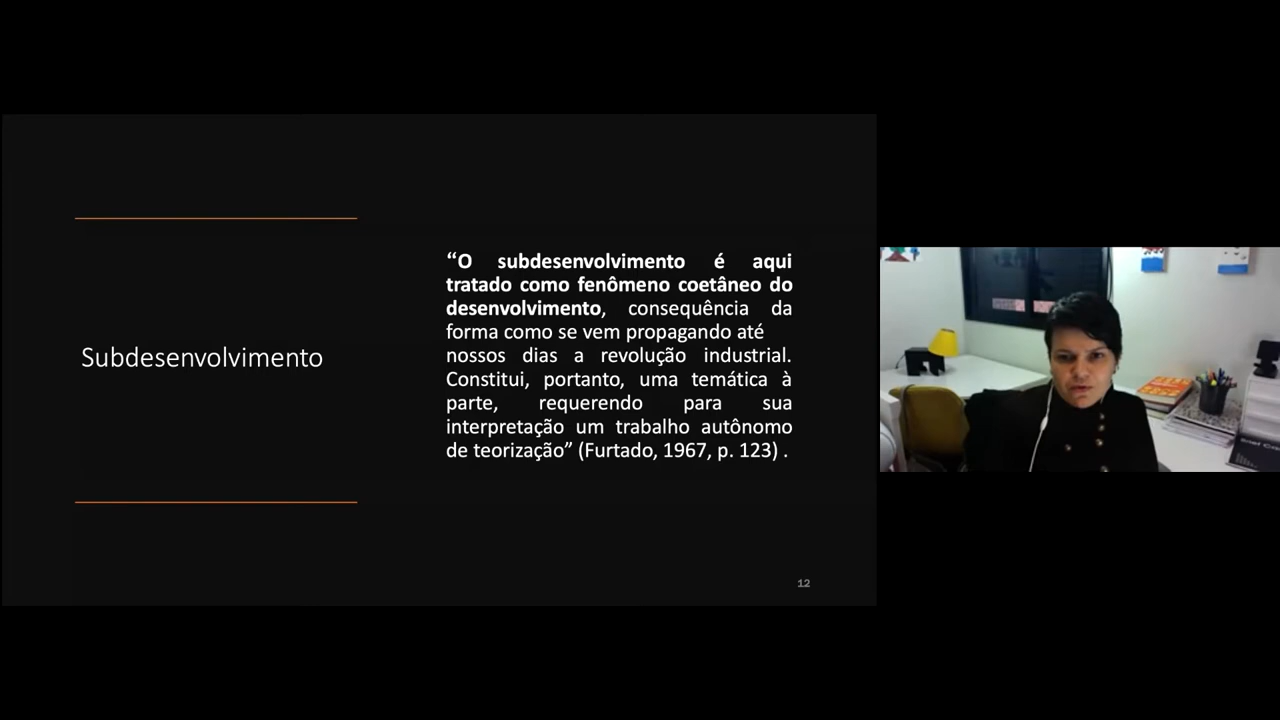 Subdesenvolvimento
“O subdesenvolvimento é aqui
tratado como fenômeno coetâneo do
desenvolvimento, consequência da
forma como se vem propagando até
nossos dias a revolução industrial.
Constitui, portanto, uma temática à
parte, requerendo para sua
interpretação um trabalho autônomo
de teorização” (Furtado, 1967, p. 123) .
12